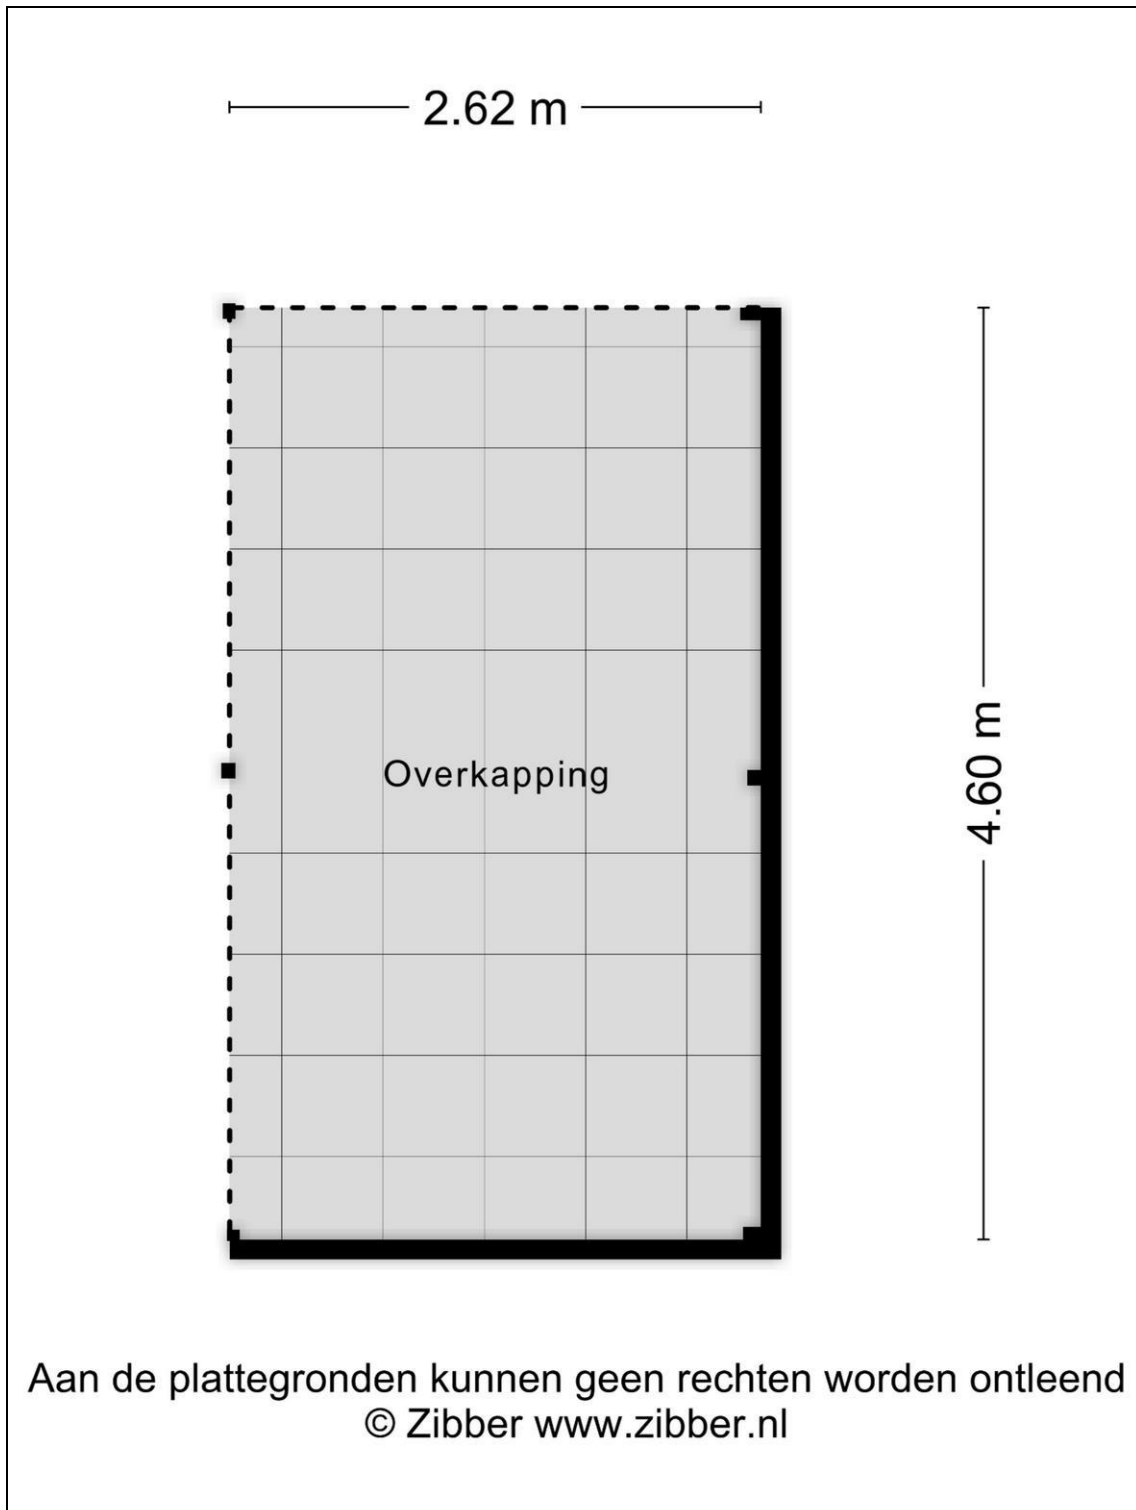 2.62 m
Overkapping
4.60 m
Aan de plattegronden kunnen geen rechten worden ontleend
© Zibber www.zibber.nl